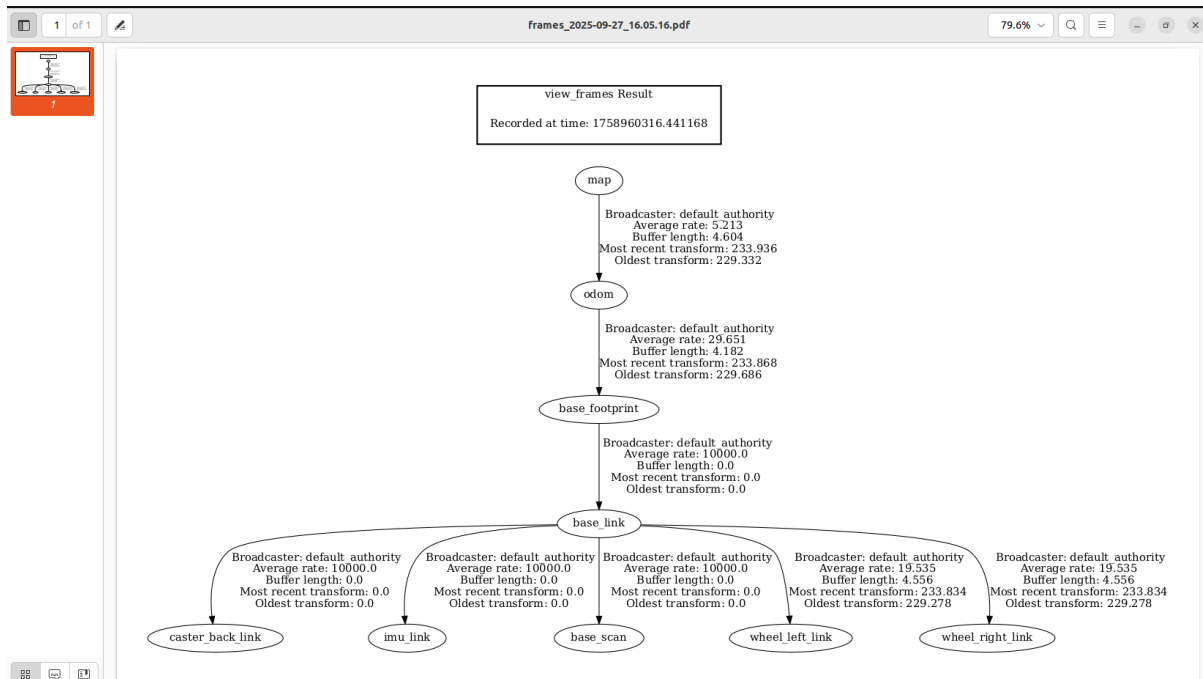 1 of 1
frames_2025-09-27_16.05.16.pdf
79.6%
1
view_frames Result
Recorded at time: 1758960316.441168
map
Broadcaster: default_authority
Average rate: 5.213
Buffer length: 4.604
Most recent transform: 233.936
Oldest transform: 229.332
odom
Broadcaster: default_authority
Average rate: 29.651
Buffer length: 4.182
Most recent transform: 233.868
Oldest transform: 229.686
base_footprint
Broadcaster: default_authority
Average rate: 10000.0
Buffer length: 0.0
Most recent transform: 0.0
Oldest transform: 0.0
base_link
Broadcaster: default_authority
Average rate: 10000.0
Buffer length: 0.0
Most recent transform: 0.0
Oldest transform: 0.0
Broadcaster: default_authority
Average rate: 10000.0
Buffer length: 0.0
Most recent transform: 0.0
Oldest transform: 0.0
Broadcaster: default_authority
Average rate: 10000.0
Buffer length: 0.0
Most recent transform: 0.0
Oldest transform: 0.0
Broadcaster: default_authority
Average rate: 19.535
Buffer length: 4.556
Most recent transform: 233.834
Oldest transform: 229.278
Broadcaster: default_authority
Average rate: 19.535
Buffer length: 4.556
Most recent transform: 233.834
Oldest transform: 229.278
caster_back_link
imu_link
base_scan
wheel_left_link
wheel_right_link